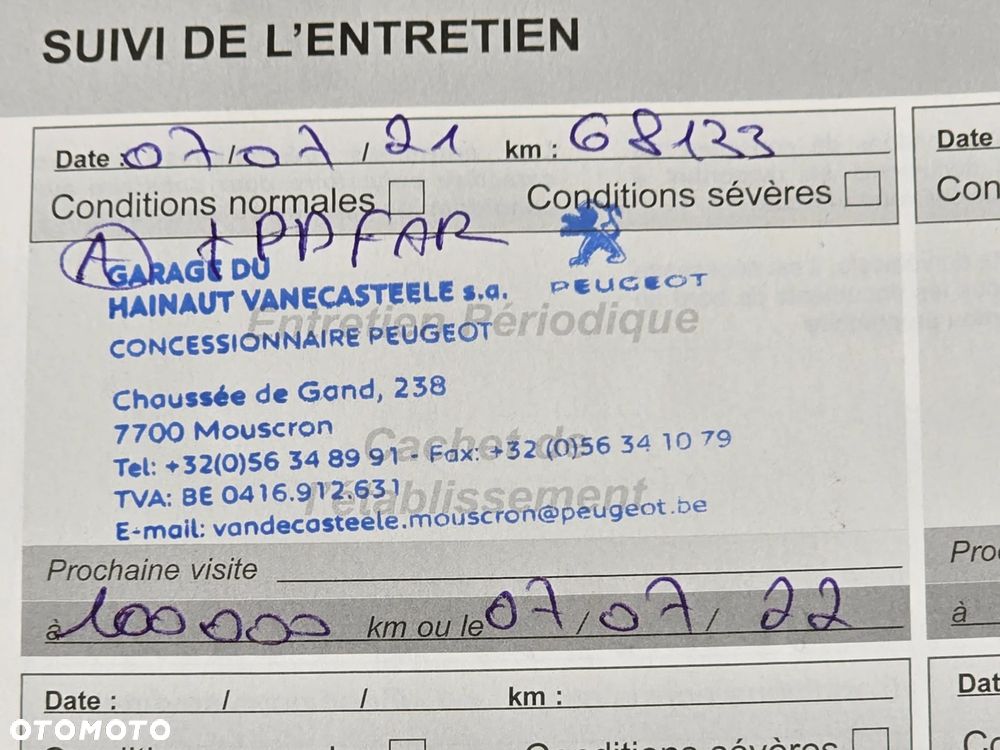 SUIVI DE L'ENTRETIEN
Date : 07 / 07 / 21 km : 68133 Date
Conditions normales Conditions sévères Con
A + PD FAR
GARAGE DU
HAINAUT VANECASTEELE s.a. PEUGEOT
Entretien Périodique
CONCESSIONNAIRE PEUGEOT
Chaussée de Gand, 238
7700 Mouscron
Cachet de
Tel: +32(0)56 34 89 91 - Fax: +32 (0)56 34 10 79
TVA: BE 0416.912.631
l'établissement
E-mail: vandecasteele.mouscron@peugeot.be
Prochaine visite Pro
à 100 000 km ou le 07 / 07 / 22 à
Date : / / km : Dat
OTOMOTO